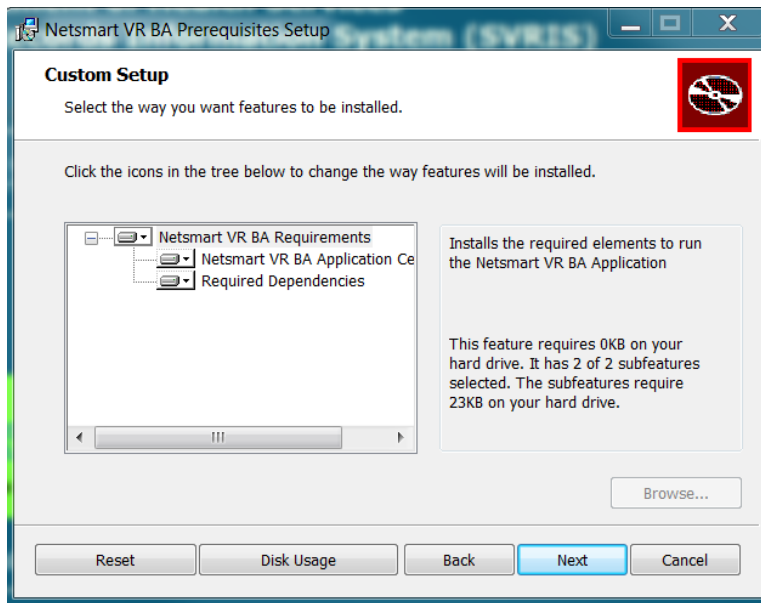 Netsmart VR BA Prerequisites Setup
System (SVRIS)
Custom Setup
Select the way you want features to be installed.
Click the icons in the tree below to change the way features will be installed.
Netsmart VR BA Requirements
Netsmart VR BA Application Ce
Required Dependencies
Installs the required elements to run
the Netsmart VR BA Application
This feature requires 0KB on your
hard drive. It has 2 of 2 subfeatures
selected. The subfeatures require
23KB on your hard drive.
Browse...
Reset
Disk Usage
Back
Next
Cancel